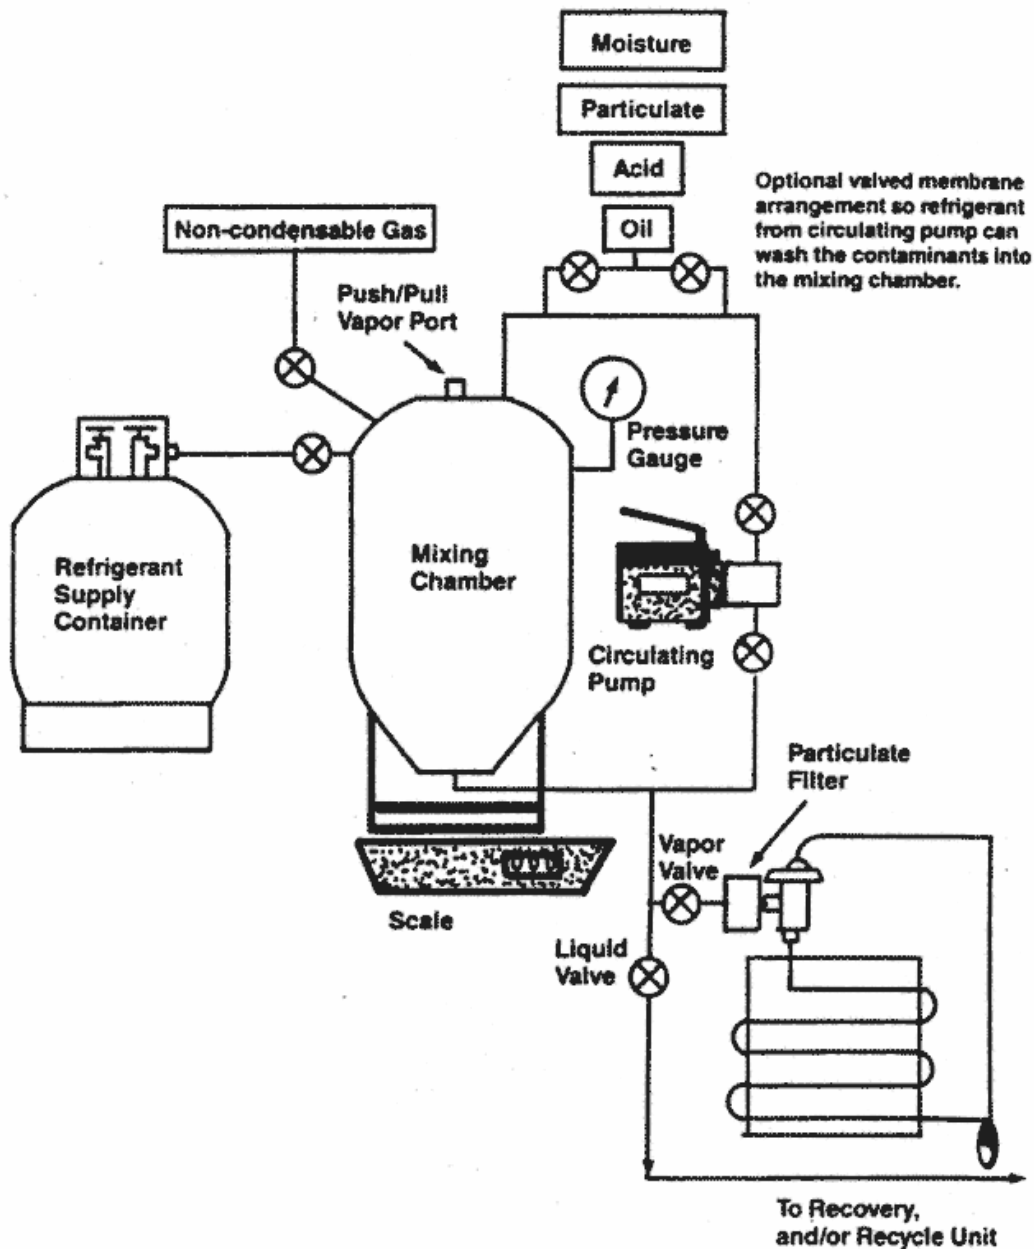 Moisture
Particulate
Acid
Oil
Optional valved membrane
arrangement so refrigerant
from circulating pump can
wash the contaminants into
the mixing chamber.
Non-condensable Gas
Push/Pull
Vapor Port
Pressure
Gauge
Refrigerant
Supply
Container
Mixing
Chamber
Circulating
Pump
Particulate
Filter
Vapor
Valve
Scale
Liquid
Valve
To Recovery,
and/or Recycle Unit